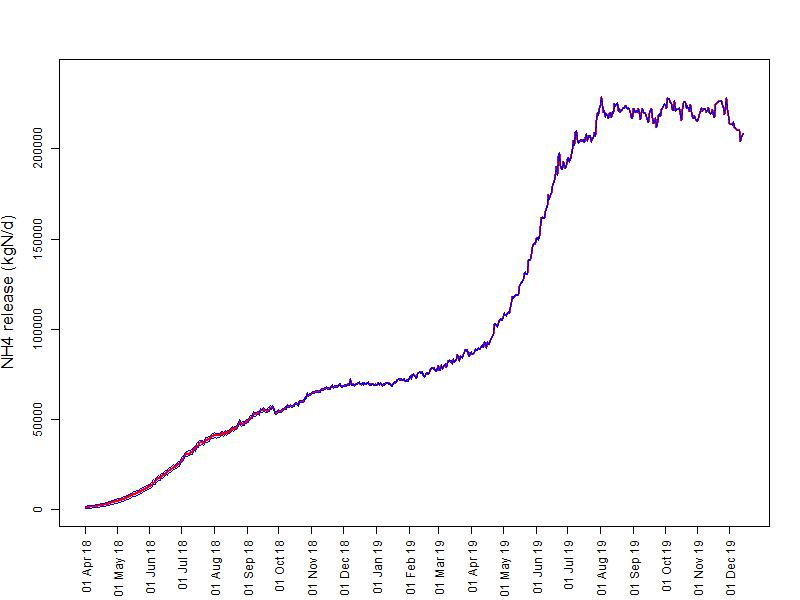 NH4 release (kgN/d)
200000
150000
100000
50000
0
01 Apr 18
01 May 18
01 Jun 18
01 Jul 18
01 Aug 18
01 Sep 18
01 Oct 18
01 Nov 18
01 Dec 18
01 Jan 19
01 Feb 19
01 Mar 19
01 Apr 19
01 May 19
01 Jun 19
01 Jul 19
01 Aug 19
01 Sep 19
01 Oct 19
01 Nov 19
01 Dec 19